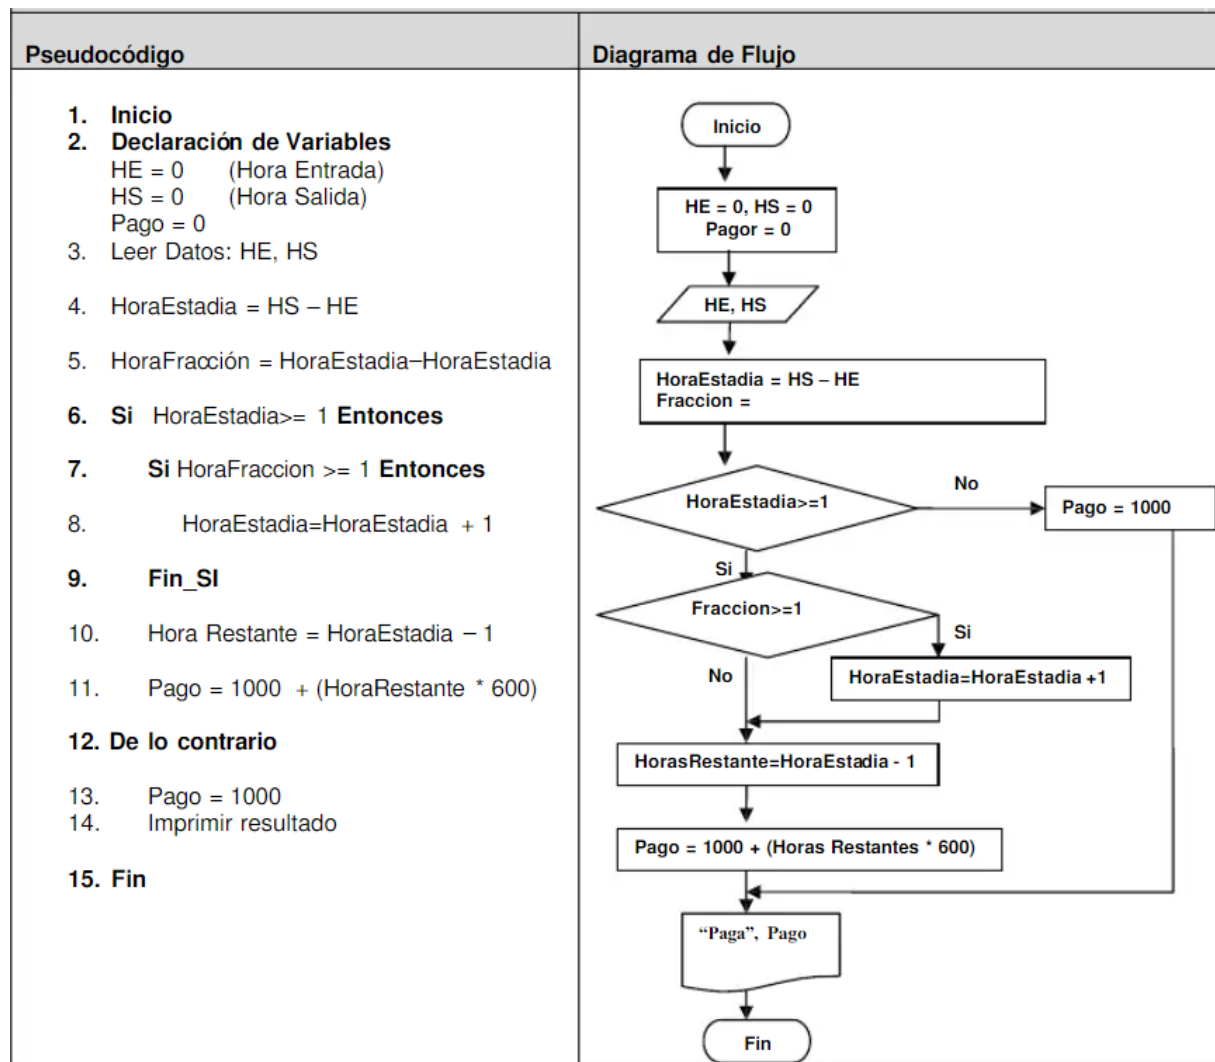 Pseudocódigo
1. Inicio
2. Declaración de Variables
HE = 0 (Hora Entrada)
HS = 0 (Hora Salida)
Pago = 0
3. Leer Datos: HE, HS
4. HoraEstadia = HS – HE
5. HoraFracción = HoraEstadia–HoraEstadia
6. Si HoraEstadia>= 1 Entonces
7. Si HoraFraccion >= 1 Entonces
8. HoraEstadia=HoraEstadia + 1
9. Fin_SI
10. Hora Restante = HoraEstadia – 1
11. Pago = 1000 + (HoraRestante * 600)
12. De lo contrario
13. Pago = 1000
14. Imprimir resultado
15. Fin
Diagrama de Flujo
Inicio
HE = 0, HS = 0
Pagor = 0
HE, HS
HoraEstadia = HS – HE
Fraccion =
HoraEstadia>=1
No
Pago = 1000
Si
Fraccion>=1
Si
No
HoraEstadia=HoraEstadia +1
HorasRestante=HoraEstadia - 1
Pago = 1000 + (Horas Restantes * 600)
“Paga”, Pago
Fin